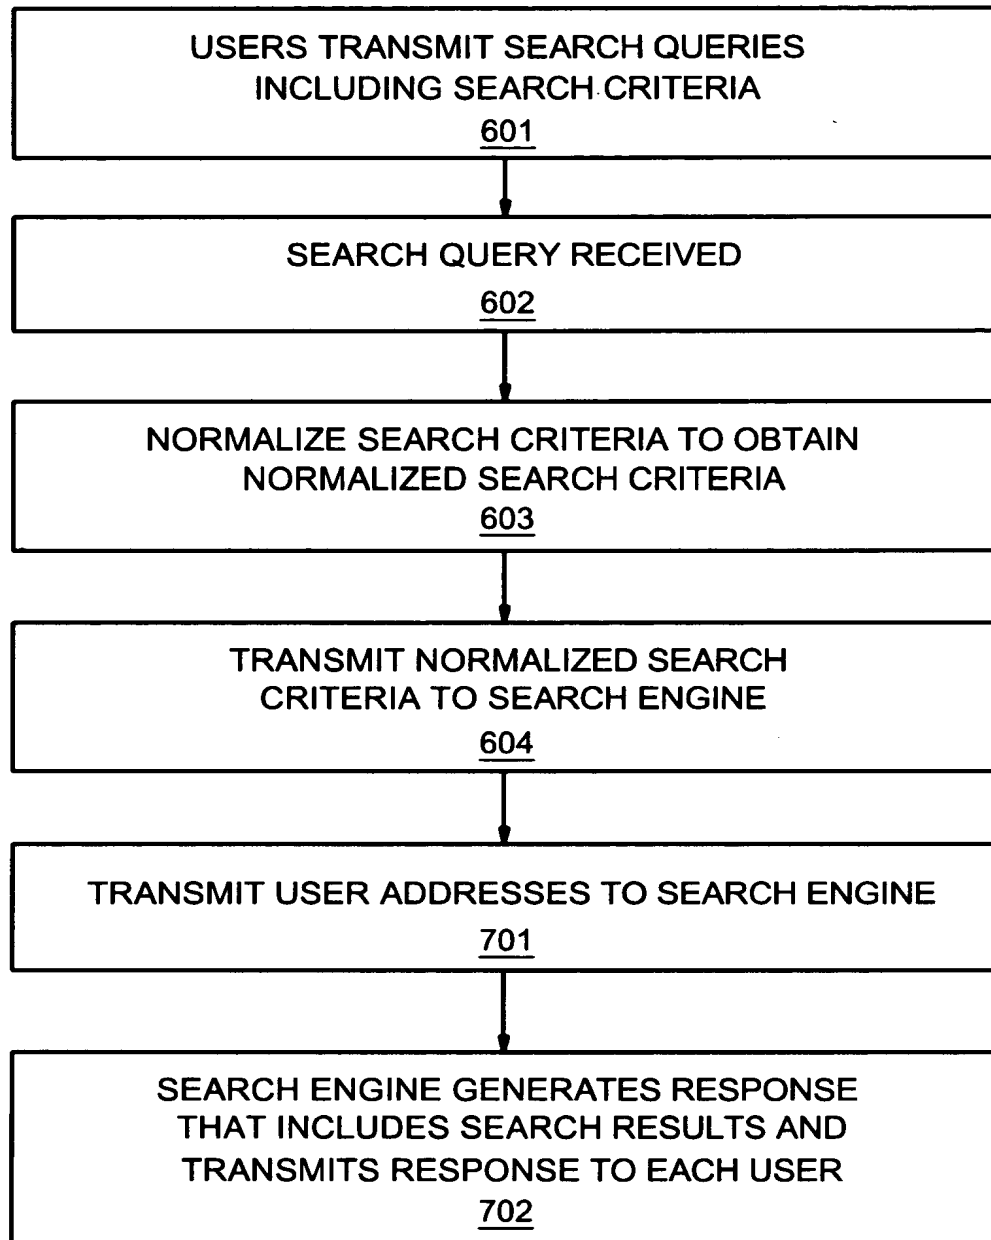 USERS TRANSMIT SEARCH QUERIES
INCLUDING SEARCH CRITERIA
601
SEARCH QUERY RECEIVED
602
NORMALIZE SEARCH CRITERIA TO OBTAIN
NORMALIZED SEARCH CRITERIA
603
TRANSMIT NORMALIZED SEARCH
CRITERIA TO SEARCH ENGINE
604
TRANSMIT USER ADDRESSES TO SEARCH ENGINE
701
SEARCH ENGINE GENERATES RESPONSE
THAT INCLUDES SEARCH RESULTS AND
TRANSMITS RESPONSE TO EACH USER
702